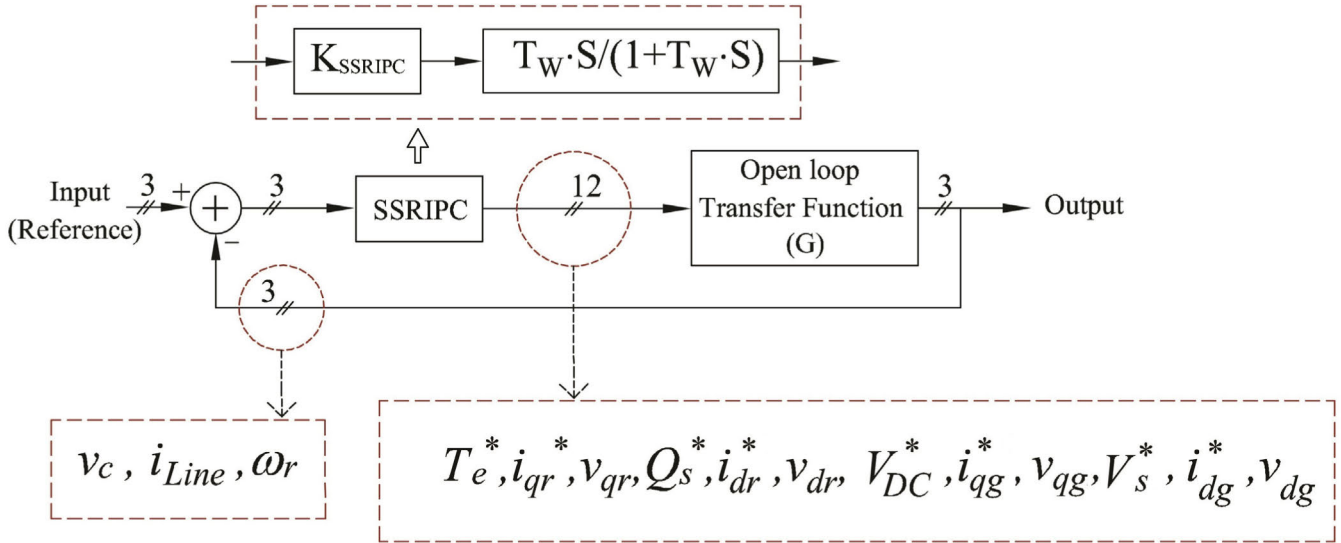 K_SSRIPC
T_W·S/(1+T_W·S)
Input
(Reference)
3
+
+
−
3
SSRIPC
12
Open loop
Transfer Function
(G)
3
Output
3
v_c, i_Line, ω_r
T_e^*, i_qr^*, v_qr, Q_s^*, i_dr^*, v_dr, V_DC^*, i_qg^*, v_qg, V_s^*, i_dg^*, v_dg